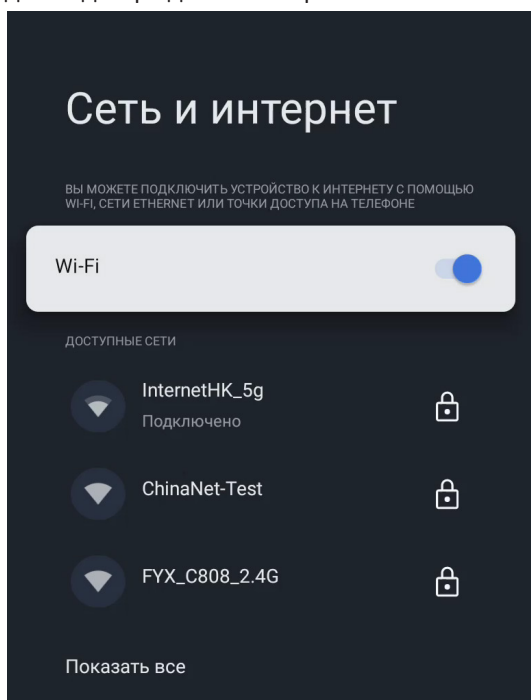 Сеть и интернет
ВЫ МОЖЕТЕ ПОДКЛЮЧИТЬ УСТРОЙСТВО К ИНТЕРНЕТУ С ПОМОЩЬЮ
WI-FI, СЕТИ ETHERNET ИЛИ ТОЧКИ ДОСТУПА НА ТЕЛЕФОНЕ
Wi-Fi
ДОСТУПНЫЕ СЕТИ
InternetHK_5g
Подключено
ChinaNet-Test
FYX_C808_2.4G
Показать все